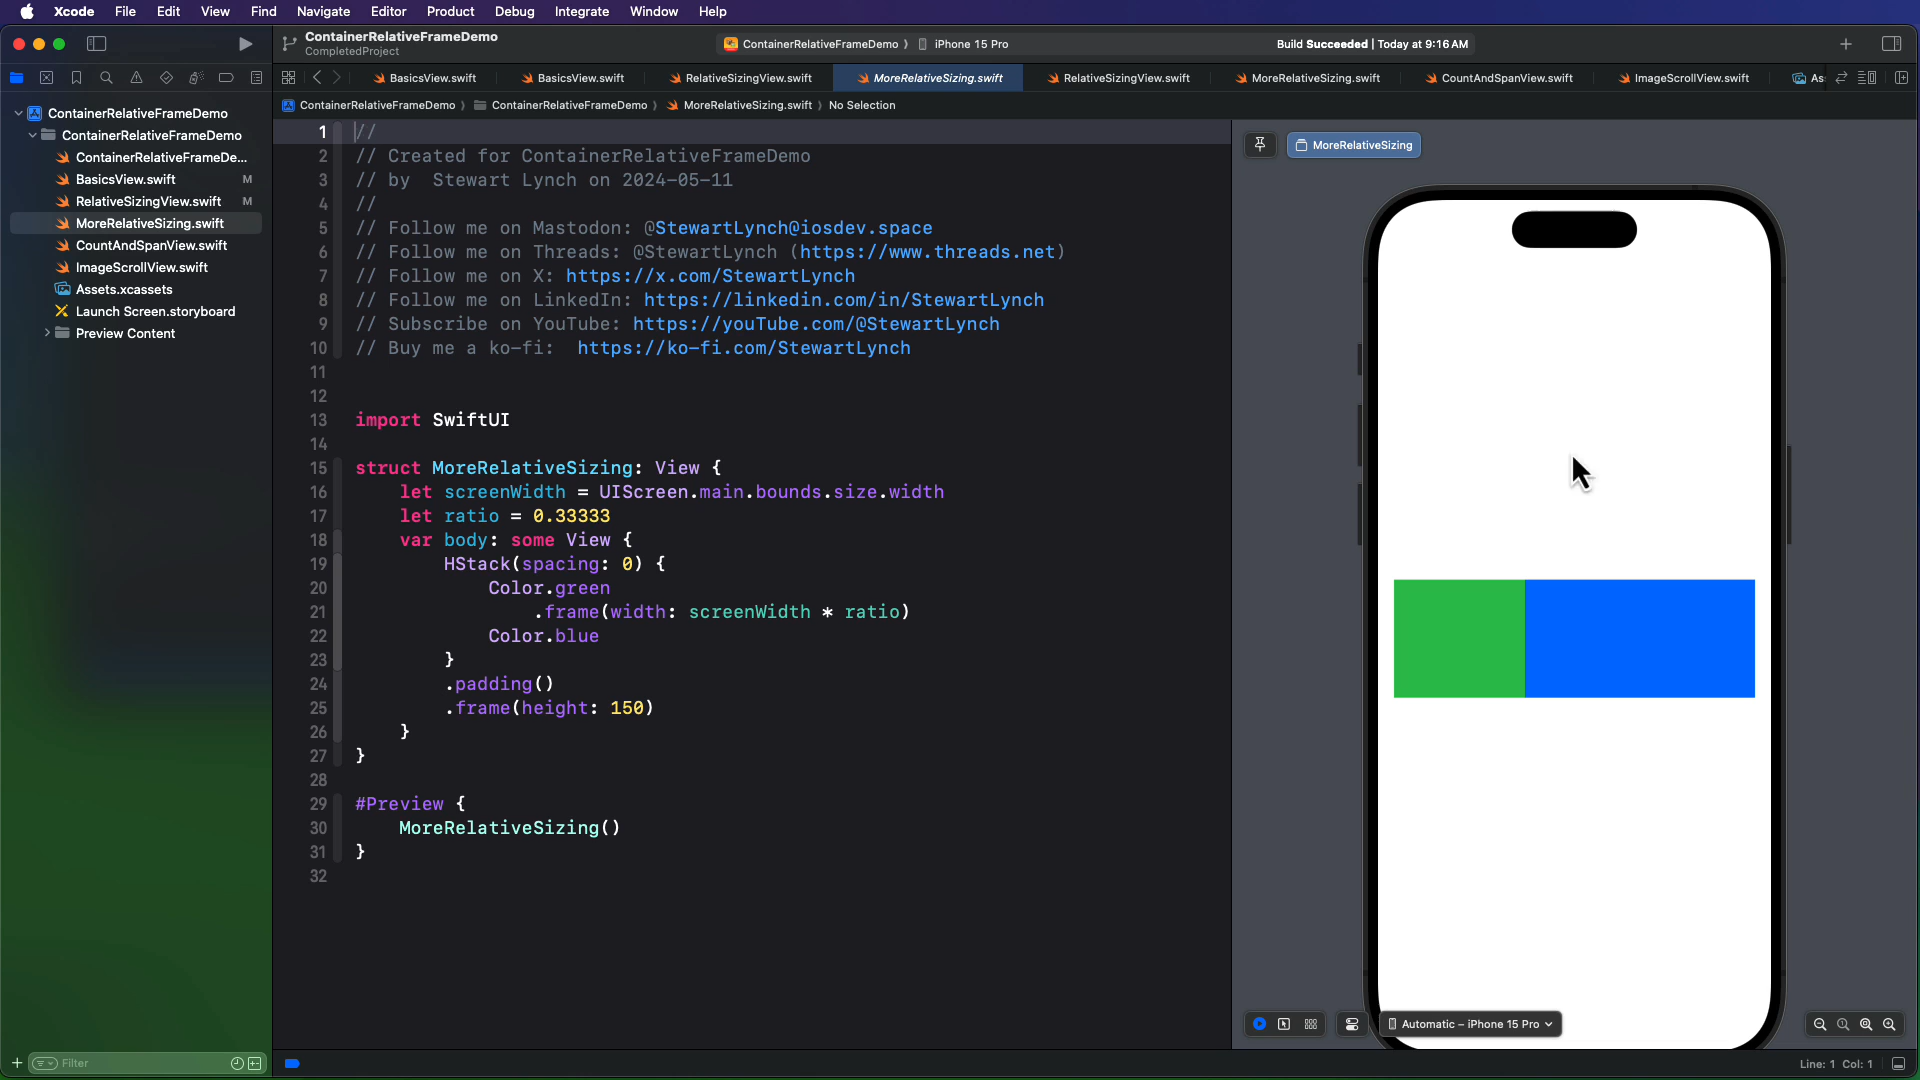 Xcode File Edit View Find Navigate Editor Product Debug Integrate Window Help
ContainerRelativeFrameDemo
CompletedProject
ContainerRelativeFrameDemo ⟩ iPhone 15 Pro
Build Succeeded | Today at 9:16 AM
BasicsView.swift BasicsView.swift RelativeSizingView.swift MoreRelativeSizing.swift RelativeSizingView.swift MoreRelativeSizing.swift CountAndSpanView.swift ImageScrollView.swift As
ContainerRelativeFrameDemo ⟩ ContainerRelativeFrameDemo ⟩ MoreRelativeSizing.swift ⟩ No Selection
ContainerRelativeFrameDemo
ContainerRelativeFrameDemo
ContainerRelativeFrameDe...
BasicsView.swift M
RelativeSizingView.swift M
MoreRelativeSizing.swift
CountAndSpanView.swift
ImageScrollView.swift
Assets.xcassets
Launch Screen.storyboard
Preview Content
1 //
2 // Created for ContainerRelativeFrameDemo
3 // by  Stewart Lynch on 2024-05-11
4 //
5 // Follow me on Mastodon: @StewartLynch@iosdev.space
6 // Follow me on Threads: @StewartLynch (https://www.threads.net)
7 // Follow me on X: https://x.com/StewartLynch
8 // Follow me on LinkedIn: https://linkedin.com/in/StewartLynch
9 // Subscribe on YouTube: https://youTube.com/@StewartLynch
10 // Buy me a ko-fi:  https://ko-fi.com/StewartLynch
11
12
13 import SwiftUI
14
15 struct MoreRelativeSizing: View {
16     let screenWidth = UIScreen.main.bounds.size.width
17     let ratio = 0.33333
18     var body: some View {
19         HStack(spacing: 0) {
20             Color.green
21                 .frame(width: screenWidth * ratio)
22             Color.blue
23         }
24         .padding()
25         .frame(height: 150)
26     }
27 }
28
29 #Preview {
30     MoreRelativeSizing()
31 }
32
MoreRelativeSizing
Automatic – iPhone 15 Pro
Filter
Line: 1 Col: 1